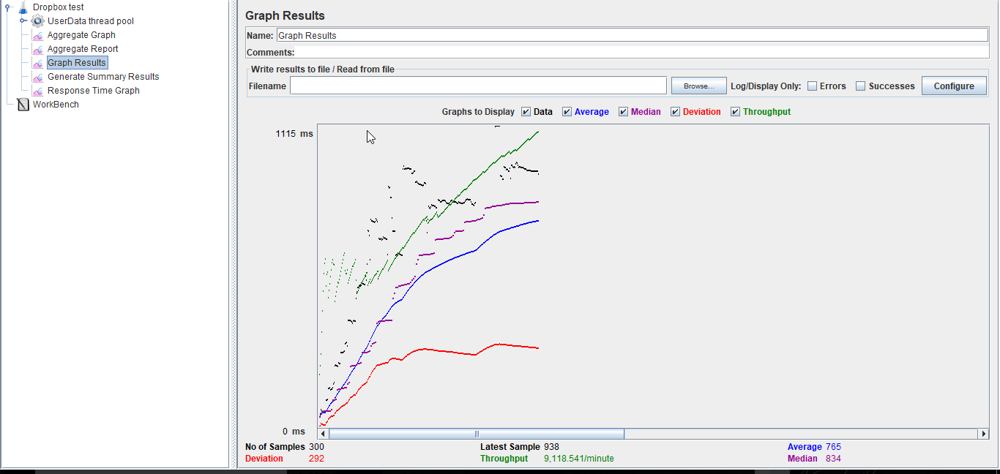 Dropbox test
UserData thread pool
Aggregate Graph
Aggregate Report
Graph Results
Generate Summary Results
Response Time Graph
WorkBench
Graph Results
Name: Graph Results
Comments:
Write results to file / Read from file
Filename Browse... Log/Display Only: Errors Successes Configure
Graphs to Display Data Average Median Deviation Throughput
1115 ms
0 ms
No of Samples 300 Latest Sample 938 Average 765
Deviation 292 Throughput 9,118.541/minute Median 834